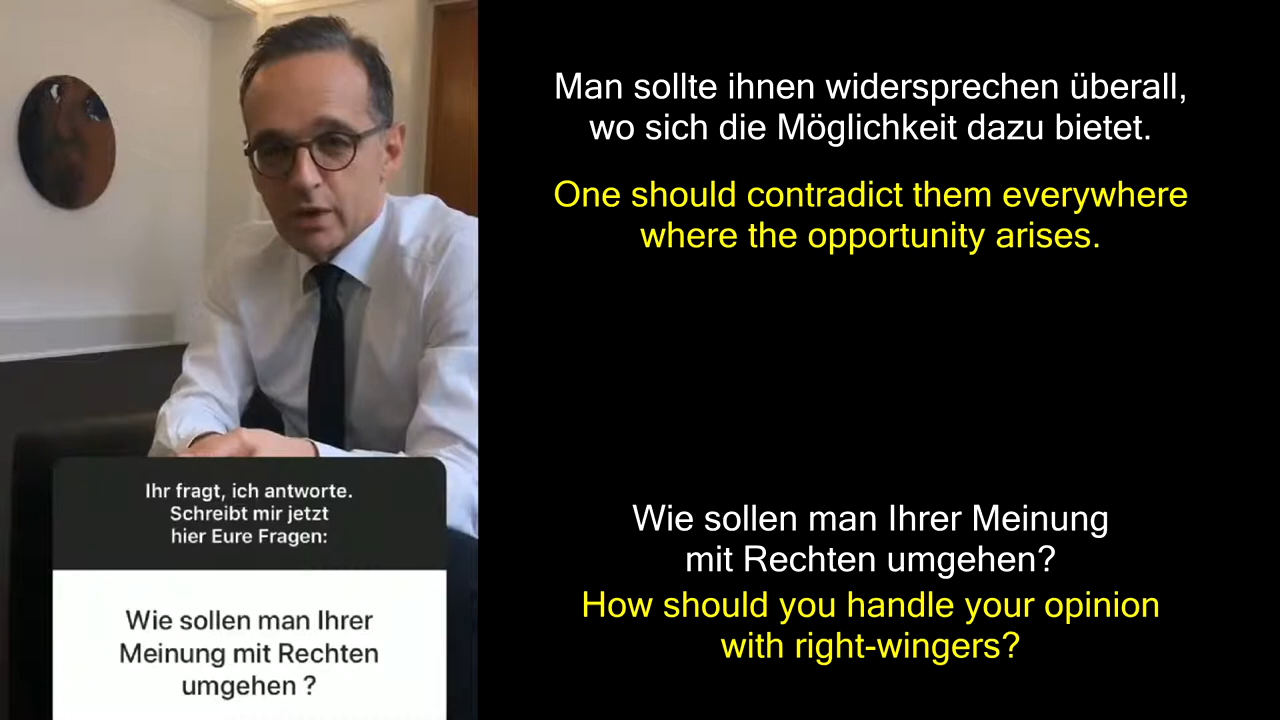 Man sollte ihnen widersprechen überall,
wo sich die Möglichkeit dazu bietet.
One should contradict them everywhere
where the opportunity arises.
Ihr fragt, ich antworte.
Schreibt mir jetzt
hier Eure Fragen:
Wie sollen man Ihrer
Meinung mit Rechten
umgehen ?
Wie sollen man Ihrer Meinung
mit Rechten umgehen?
How should you handle your opinion
with right-wingers?